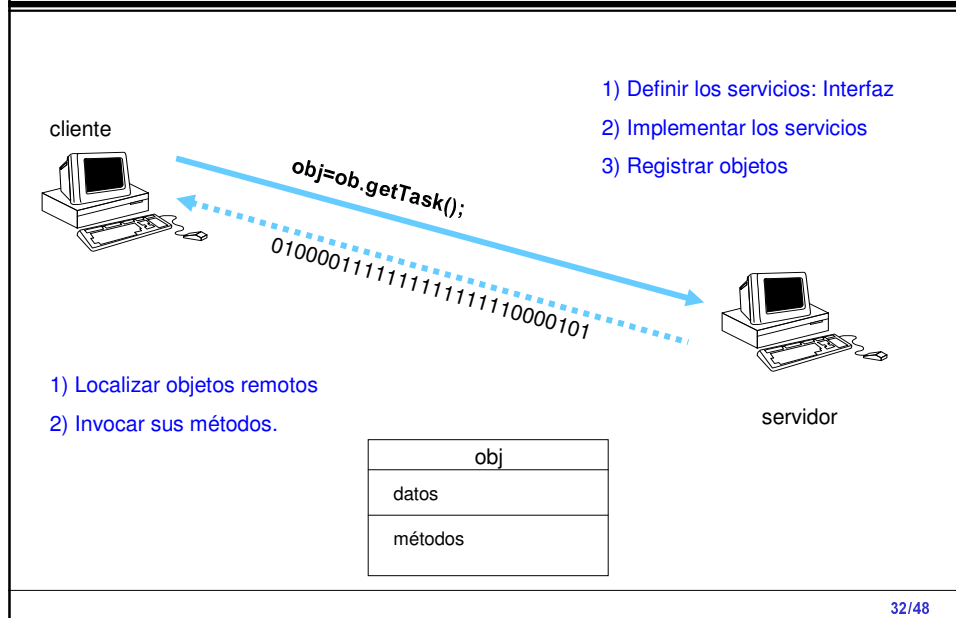 1) Definir los servicios: Interfaz
2) Implementar los servicios
3) Registrar objetos
cliente
obj=ob.getTask();
0100001111111111111110000101
1) Localizar objetos remotos
2) Invocar sus métodos.
servidor
obj
datos
métodos
32/48